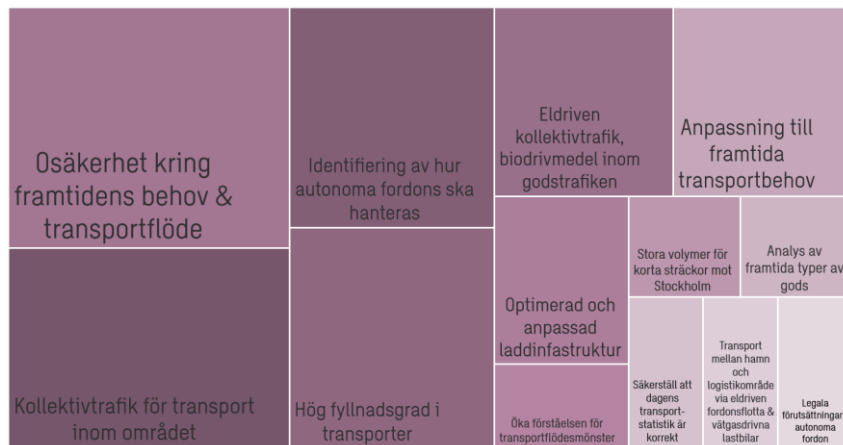 Osäkerhet kring
framtidens behov &
transportflöde
Kollektivtrafik för transport
inom området
Identifiering av hur
autonoma fordons ska
hanteras
Hög fyllnadsgrad i
transporter
Eldriven
kollektivtrafik,
biodrivmedel inom
godstrafiken
Anpassning till
framtida
transportbehov
Optimerad och
anpassad
laddinfastruktur
Öka förståelsen för
transportflödesmönster
Stora volymer för
korta sträckor mot
Stockholm
Analys av
framtida typer av
gods
Säkerställ att
dagens
transport-
statistik är
korrekt
Transport
mellan hamn
och
logistikområde
via eldriven
fordonsflotta &
vätgasdrivna
lastbilar
Legala
förutsättningar
autonoma
fordon